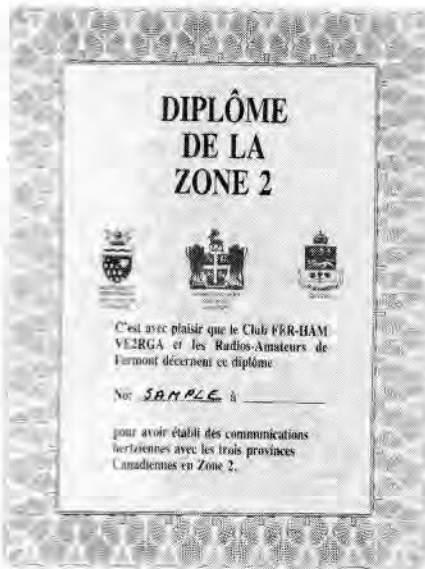 DIPLÔME
DE LA
ZONE 2
C'est avec plaisir que le Club FER-HAM
VE2RGA et les Radios-Amateurs de
Fermont décernent ce diplôme
No: SAMPLE à
pour avoir établi des communications
hertziennes avec les trois provinces
Canadiennes en Zone 2.